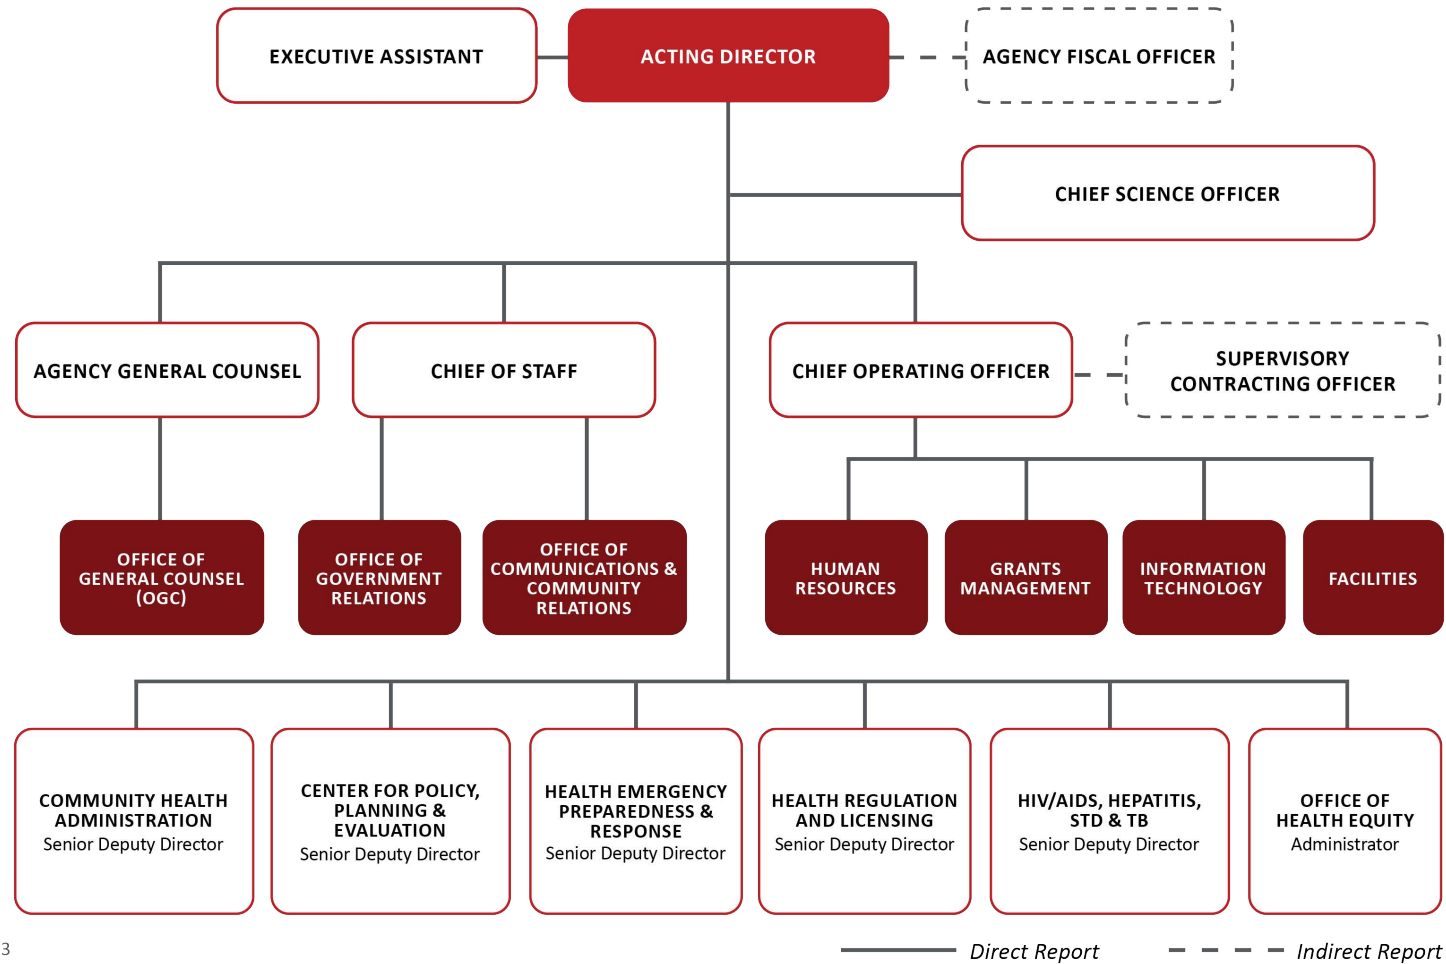 EXECUTIVE ASSISTANT
ACTING DIRECTOR
AGENCY FISCAL OFFICER
CHIEF SCIENCE OFFICER
AGENCY GENERAL COUNSEL
CHIEF OF STAFF
CHIEF OPERATING OFFICER
SUPERVISORY
CONTRACTING OFFICER
OFFICE OF
GENERAL COUNSEL
(OGC)
OFFICE OF
GOVERNMENT
RELATIONS
OFFICE OF
COMMUNICATIONS &
COMMUNITY
RELATIONS
HUMAN
RESOURCES
GRANTS
MANAGEMENT
INFORMATION
TECHNOLOGY
FACILITIES
COMMUNITY HEALTH
ADMINISTRATION
Senior Deputy Director
CENTER FOR POLICY,
PLANNING &
EVALUATION
Senior Deputy Director
HEALTH EMERGENCY
PREPAREDNESS &
RESPONSE
Senior Deputy Director
HEALTH REGULATION
AND LICENSING
Senior Deputy Director
HIV/AIDS, HEPATITIS,
STD & TB
Senior Deputy Director
OFFICE OF
HEALTH EQUITY
Administrator
3
Direct Report
Indirect Report